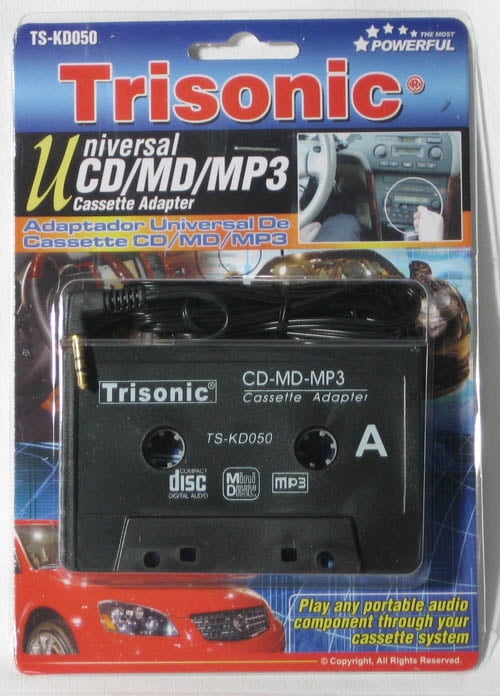 TS-KD050
THE MOST
POWERFUL
Trisonic®
Universal
CD/MD/MP3
Cassette Adapter
Adaptador Universal De
Cassette CD/MD/MP3
Trisonic®
CD-MD-MP3
Cassette Adapter
TS-KD050
A
COMPACT
disc
DIGITAL AUDIO
Mini
Disc
mp3
Play any portable audio
component through your
cassette system
© Copyright, All Rights Reserved.